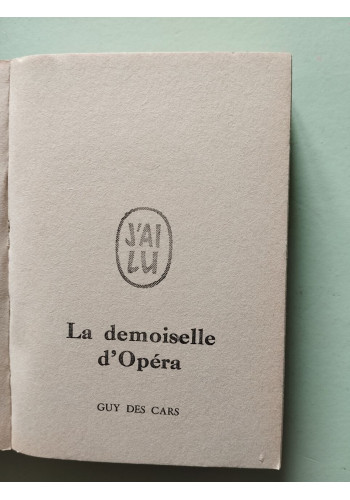 J'AI
LU
La demoiselle
d'Opéra
GUY DES CARS